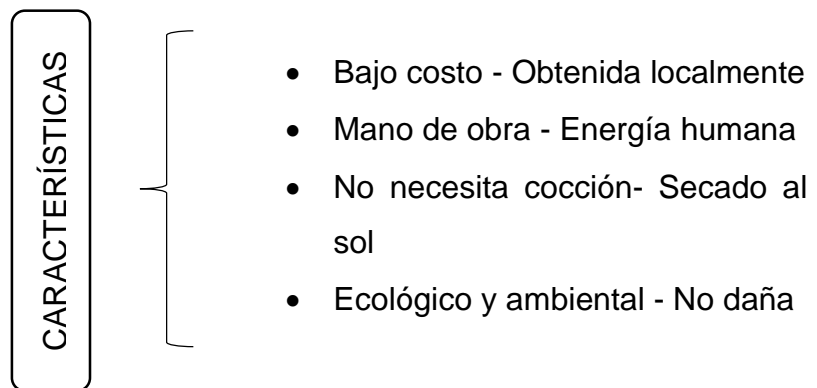 CARACTERÍSTICAS
• Bajo costo - Obtenida localmente
• Mano de obra - Energía humana
• No necesita cocción- Secado al
sol
• Ecológico y ambiental - No daña